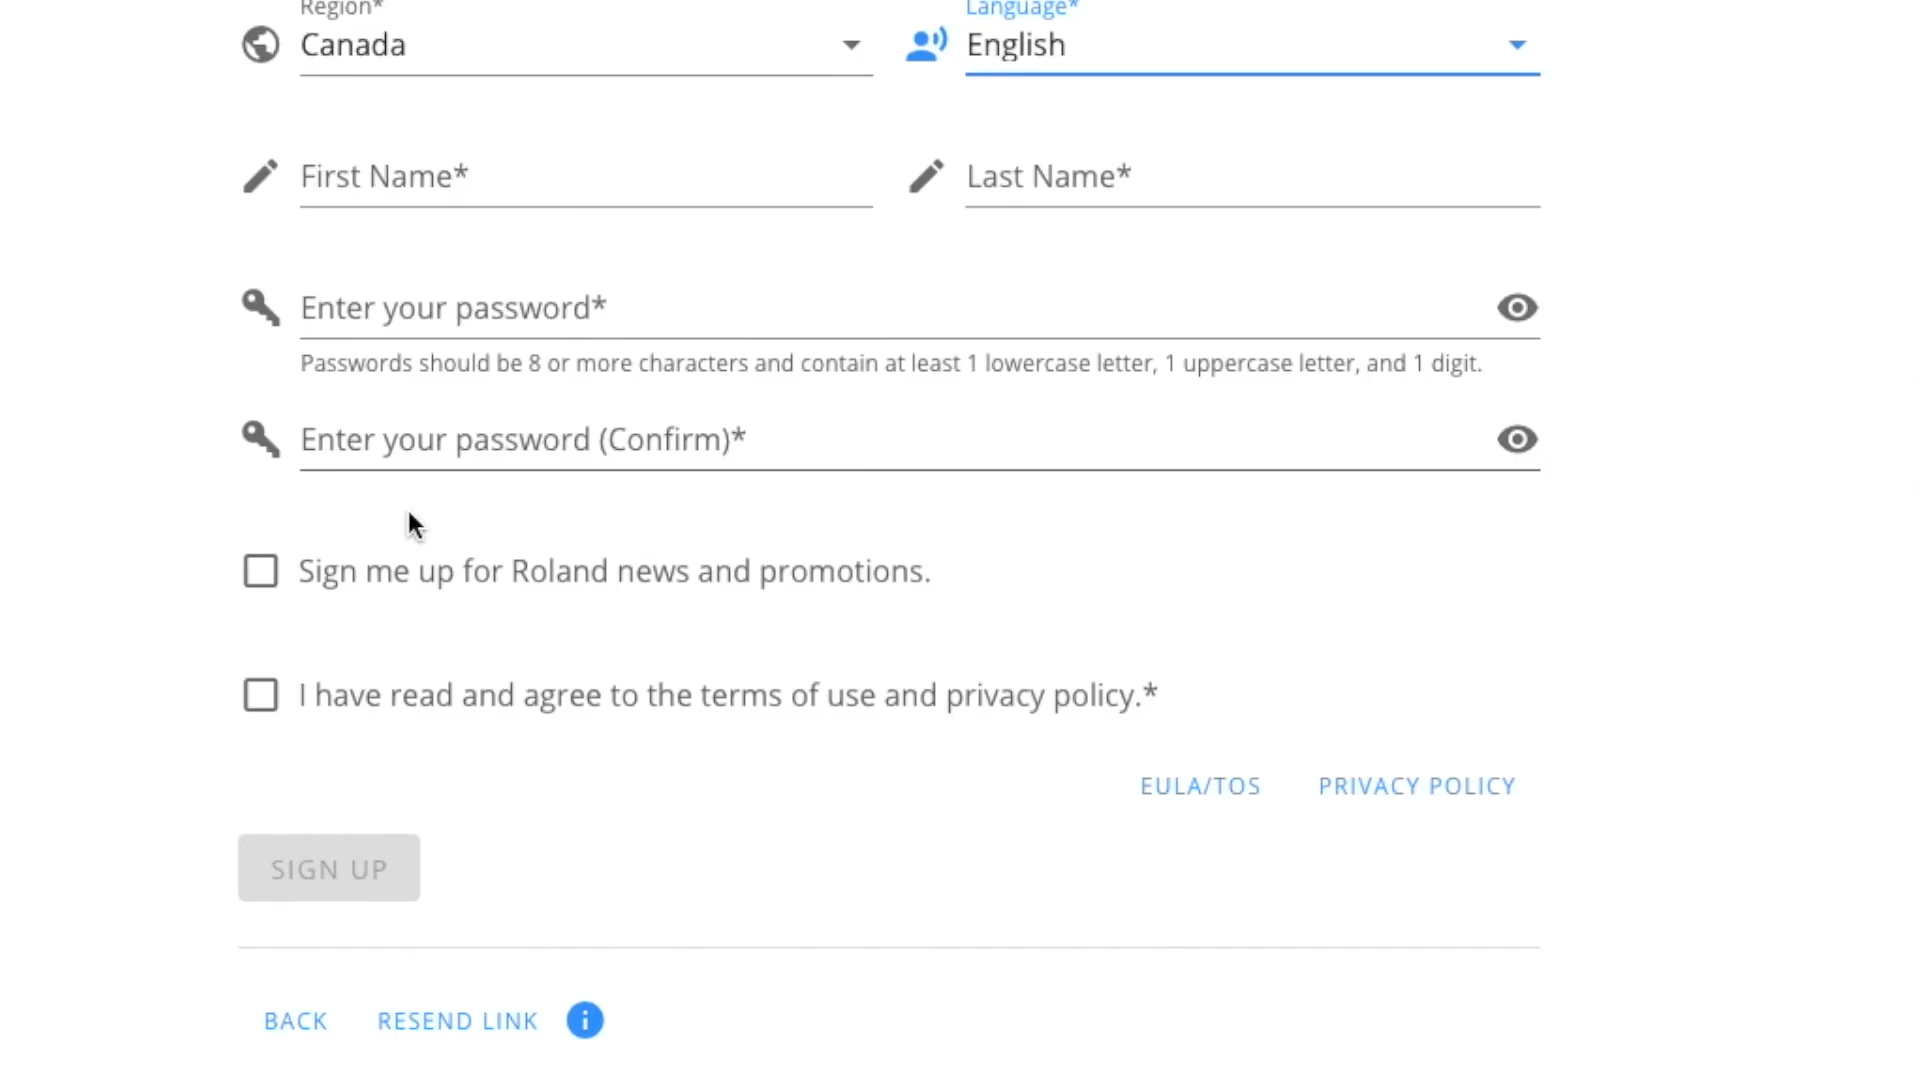 Region* Language*
Canada English
First Name* Last Name*
Enter your password*
Passwords should be 8 or more characters and contain at least 1 lowercase letter, 1 uppercase letter, and 1 digit.
Enter your password (Confirm)*
Sign me up for Roland news and promotions.
I have read and agree to the terms of use and privacy policy.*
EULA/TOS PRIVACY POLICY
SIGN UP
BACK RESEND LINK i